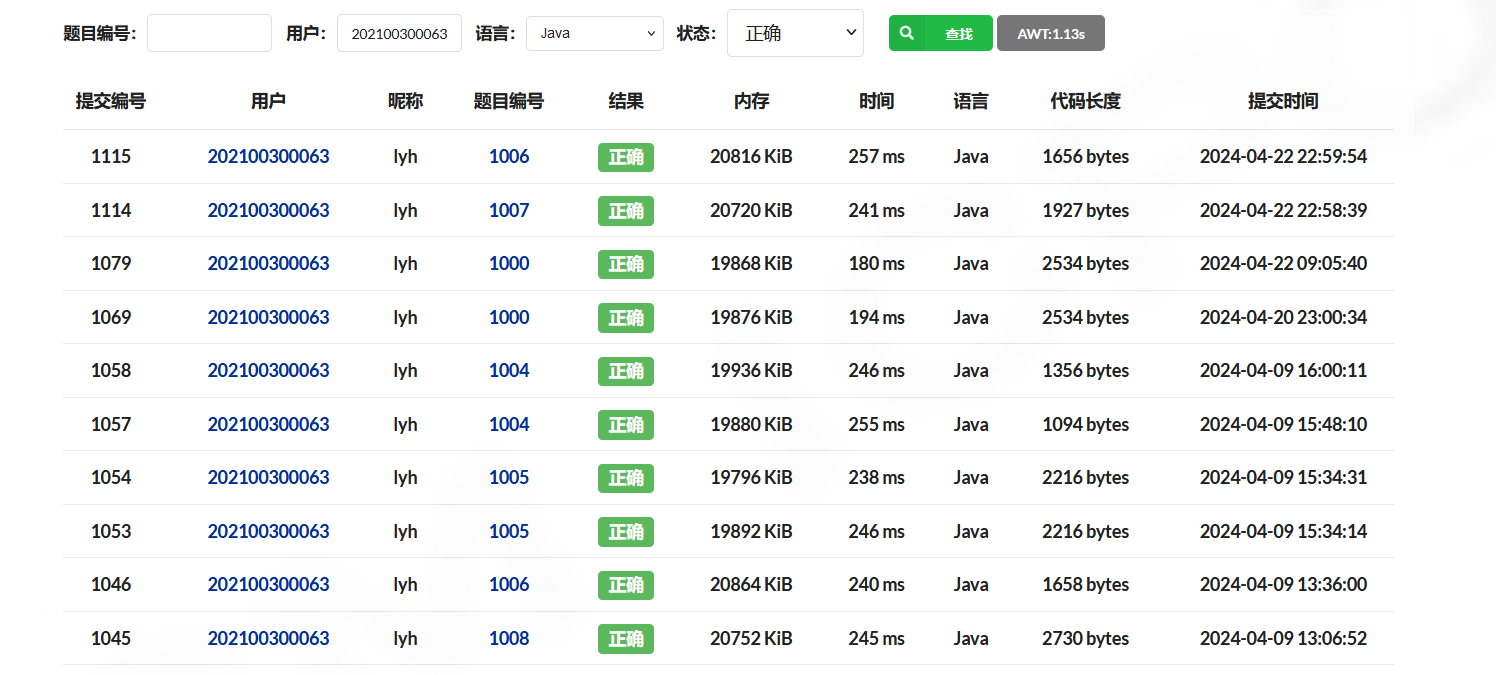 题目编号: 用户: 202100300063 语言: Java 状态: 正确 查找 AWT:1.13s
提交编号 用户 昵称 题目编号 结果 内存 时间 语言 代码长度 提交时间
1115 202100300063 lyh 1006 正确 20816 KiB 257 ms Java 1656 bytes 2024-04-22 22:59:54
1114 202100300063 lyh 1007 正确 20720 KiB 241 ms Java 1927 bytes 2024-04-22 22:58:39
1079 202100300063 lyh 1000 正确 19868 KiB 180 ms Java 2534 bytes 2024-04-22 09:05:40
1069 202100300063 lyh 1000 正确 19876 KiB 194 ms Java 2534 bytes 2024-04-20 23:00:34
1058 202100300063 lyh 1004 正确 19936 KiB 246 ms Java 1356 bytes 2024-04-09 16:00:11
1057 202100300063 lyh 1004 正确 19880 KiB 255 ms Java 1094 bytes 2024-04-09 15:48:10
1054 202100300063 lyh 1005 正确 19796 KiB 238 ms Java 2216 bytes 2024-04-09 15:34:31
1053 202100300063 lyh 1005 正确 19892 KiB 246 ms Java 2216 bytes 2024-04-09 15:34:14
1046 202100300063 lyh 1006 正确 20864 KiB 240 ms Java 1658 bytes 2024-04-09 13:36:00
1045 202100300063 lyh 1008 正确 20752 KiB 245 ms Java 2730 bytes 2024-04-09 13:06:52